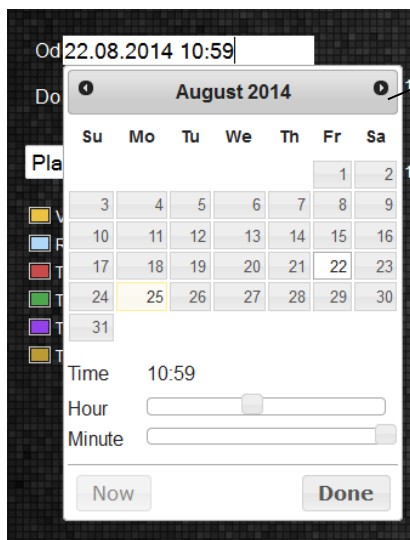 Od 22.08.2014 10:59
Do
August 2014
Su Mo Tu We Th Fr Sa
1 2
3 4 5 6 7 8 9
10 11 12 13 14 15 16
17 18 19 20 21 22 23
24 25 26 27 28 29 30
31
Pla
V
R
T
T
T
T
Time 10:59
Hour
Minute
Now Done